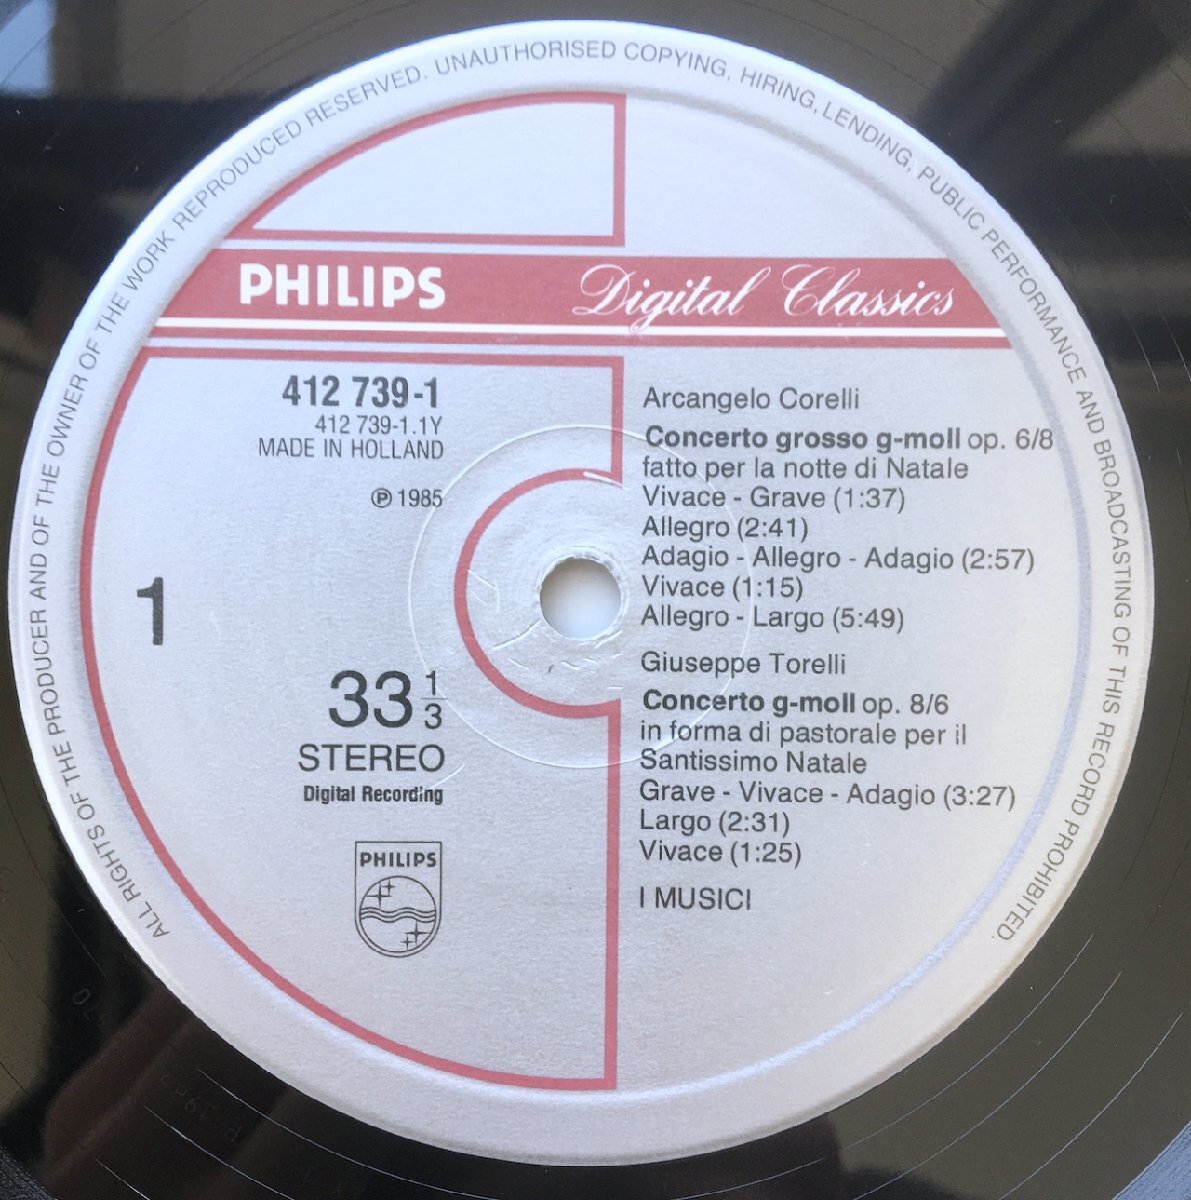 ALL RIGHTS OF THE PRODUCER AND OF THE OWNER OF THE WORK REPRODUCED RESERVED. UNAUTHORISED COPYING, HIRING, LENDING, PUBLIC PERFORMANCE AND BROADCASTING OF THIS RECORD PROHIBITED.
PHILIPS Digital Classics
412 739-1
412 739-1.1Y
MADE IN HOLLAND
℗ 1985
1
33 1/3
STEREO
Digital Recording
PHILIPS
Arcangelo Corelli
Concerto grosso g-moll op. 6/8
fatto per la notte di Natale
Vivace - Grave (1:37)
Allegro (2:41)
Adagio - Allegro - Adagio (2:57)
Vivace (1:15)
Allegro - Largo (5:49)
Giuseppe Torelli
Concerto g-moll op. 8/6
in forma di pastorale per il
Santissimo Natale
Grave - Vivace - Adagio (3:27)
Largo (2:31)
Vivace (1:25)
I MUSICI